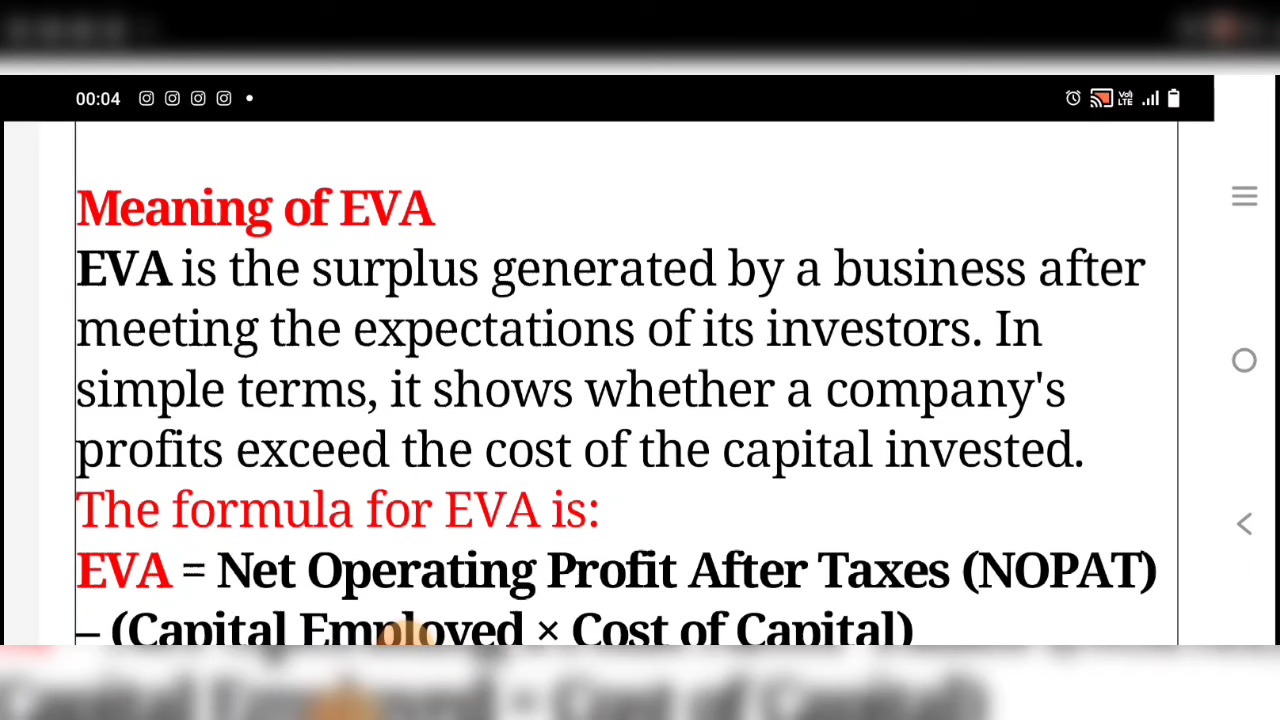 00:04
Vo)
LTE
Meaning of EVA
EVA is the surplus generated by a business after
meeting the expectations of its investors. In
simple terms, it shows whether a company's
profits exceed the cost of the capital invested.
The formula for EVA is:
EVA = Net Operating Profit After Taxes (NOPAT)
– (Capital Employed × Cost of Capital)